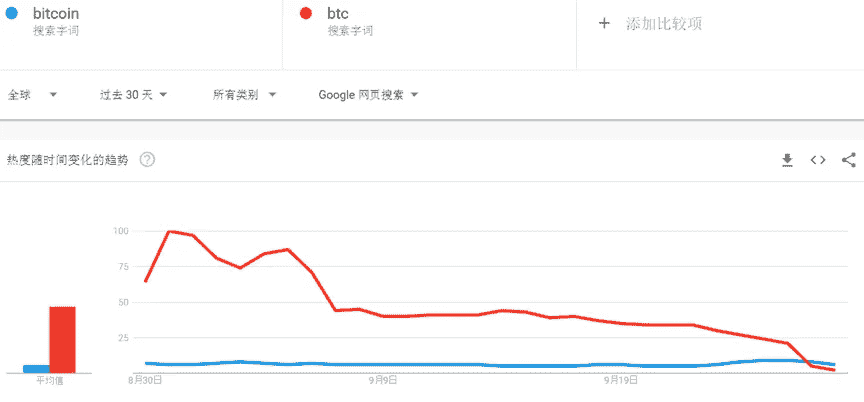 bitcoin
搜索字词
btc
搜索字词
+ 添加比较项
全球
过去 30 天
所有类别
Google 网页搜索
热度随时间变化的趋势 ?
100
75
50
25
平均值
8月30日
9月9日
9月19日